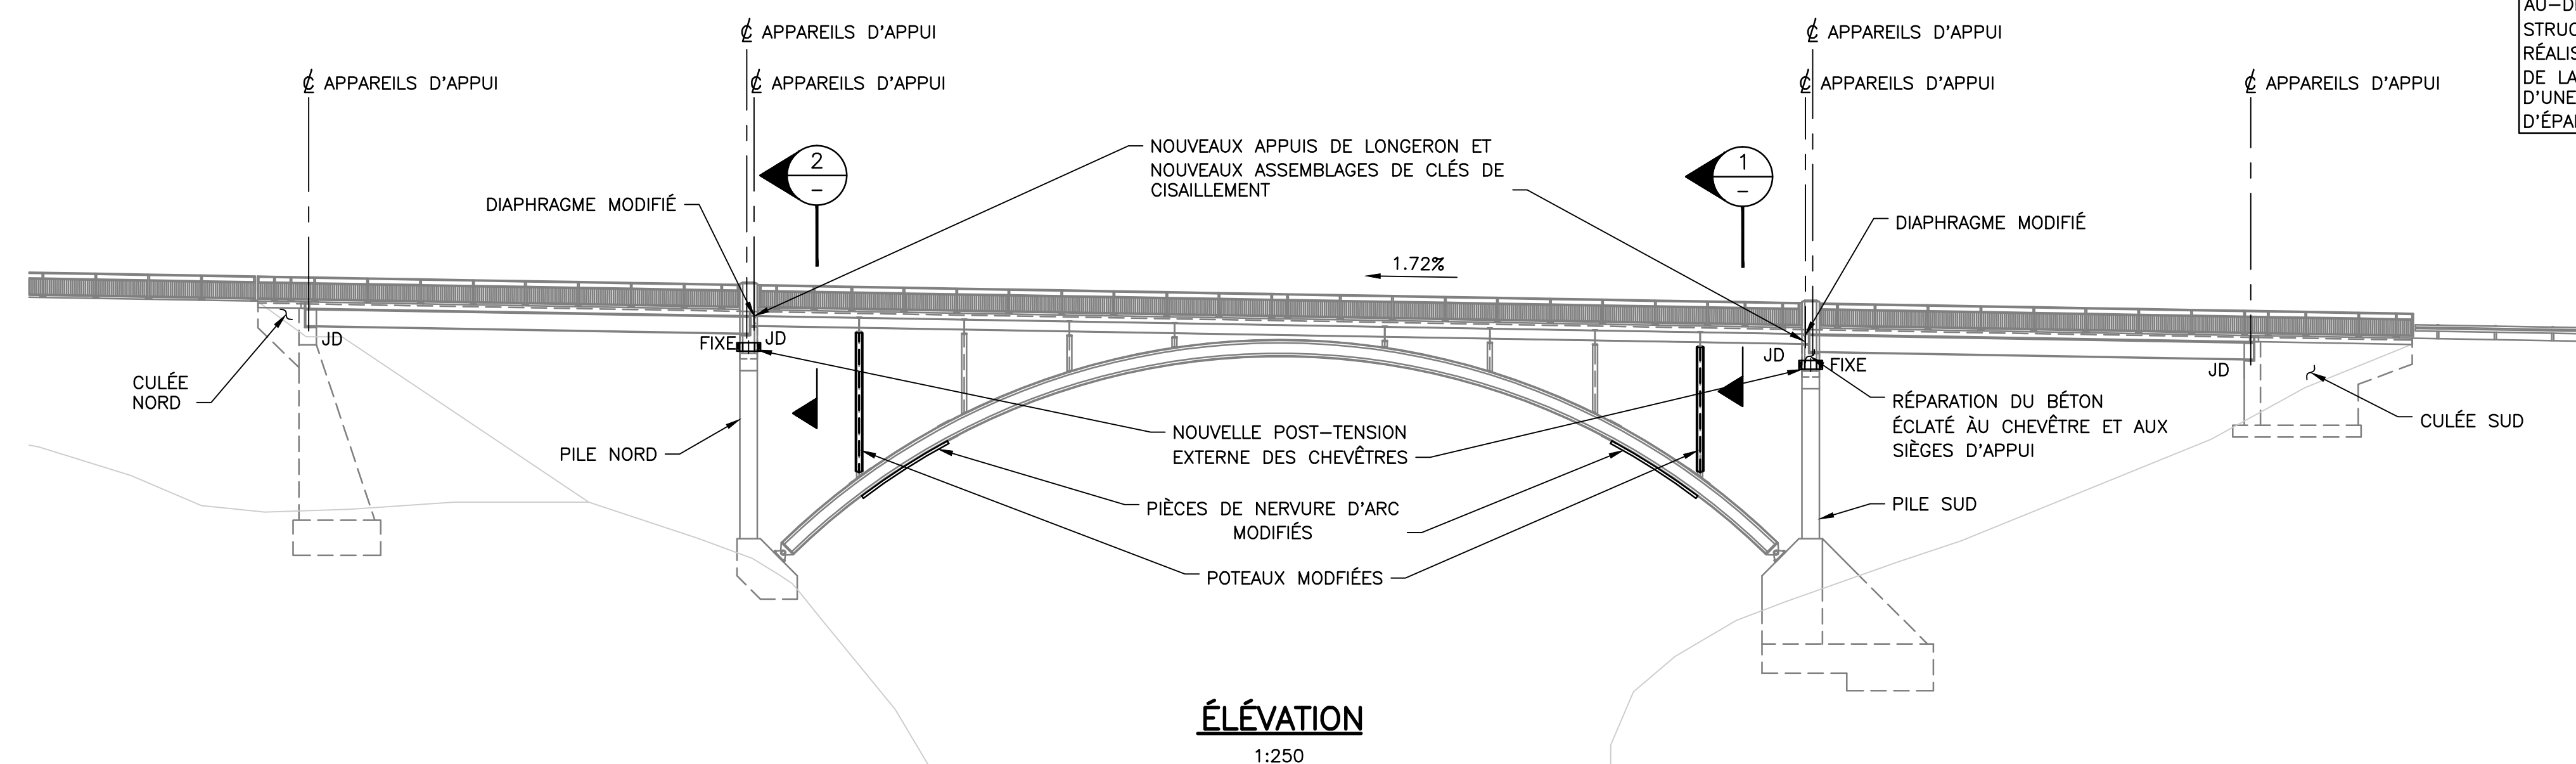 ℄ APPAREILS D'APPUI
℄ APPAREILS D'APPUI
℄ APPAREILS D'APPUI
℄ APPAREILS D'APPUI
℄ APPAREILS D'APPUI
℄ APPAREILS D'APPUI
NOUVEAUX APPUIS DE LONGERON ET
NOUVEAUX ASSEMBLAGES DE CLÉS DE
CISAILLEMENT
2
–
1
–
DIAPHRAGME MODIFIÉ
DIAPHRAGME MODIFIÉ
1.72%
JD
FIXE
JD
JD
FIXE
JD
CULÉE
NORD
PILE NORD
NOUVELLE POST-TENSION
EXTERNE DES CHEVÊTRES
RÉPARATION DU BÉTON
ÉCLATÉ ÀU CHEVÊTRE ET AUX
SIÈGES D'APPUI
CULÉE SUD
PIÈCES DE NERVURE D'ARC
MODIFIÉS
PILE SUD
POTEAUX MODFIÉES
ÉLÉVATION
1:250
STRUC
RÉALIS
DE LA
D'UNE